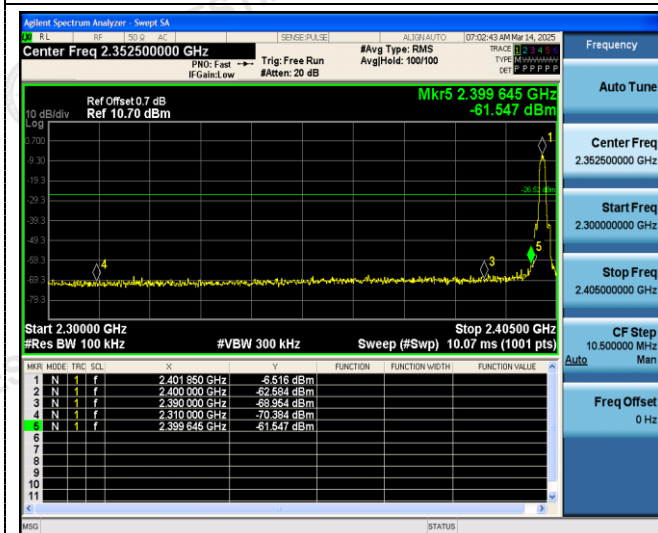 Agilent Spectrum Analyzer - Swept SA
RL RF 50 Ω AC SENSE:PULSE ALIGN AUTO 07:02:43 AM Mar 14, 2025
Center Freq 2.352500000 GHz
PNO: Fast
IFGain:Low
Trig: Free Run
#Atten: 20 dB
#Avg Type: RMS
Avg|Hold: 100/100
TRACE 1 2 3 4 5 6
TYPE M
DET P P P P P P
Ref Offset 0.7 dB
Ref 10.70 dBm
10 dB/div
Log
Mkr5 2.399 645 GHz
-61.547 dBm
0.700
-9.30
-19.3
-29.3
-39.3
-49.3
-59.3
-69.3
-79.3
-26.52 dBm
1
4
3
5
Start 2.30000 GHz Stop 2.40500 GHz
#Res BW 100 kHz #VBW 300 kHz Sweep (#Swp) 10.07 ms (1001 pts)
MKR MODE TRC SCL X Y FUNCTION FUNCTION WIDTH FUNCTION VALUE
1 N 1 f 2.401 850 GHz -6.516 dBm
2 N 1 f 2.400 000 GHz -62.584 dBm
3 N 1 f 2.390 000 GHz -68.954 dBm
4 N 1 f 2.310 000 GHz -70.384 dBm
5 N 1 f 2.399 645 GHz -61.547 dBm
6
7
8
9
10
11
MSG STATUS
Frequency
Auto Tune
Center Freq
2.352500000 GHz
Start Freq
2.300000000 GHz
Stop Freq
2.405000000 GHz
CF Step
10.500000 MHz
Auto Man
Freq Offset
0 Hz